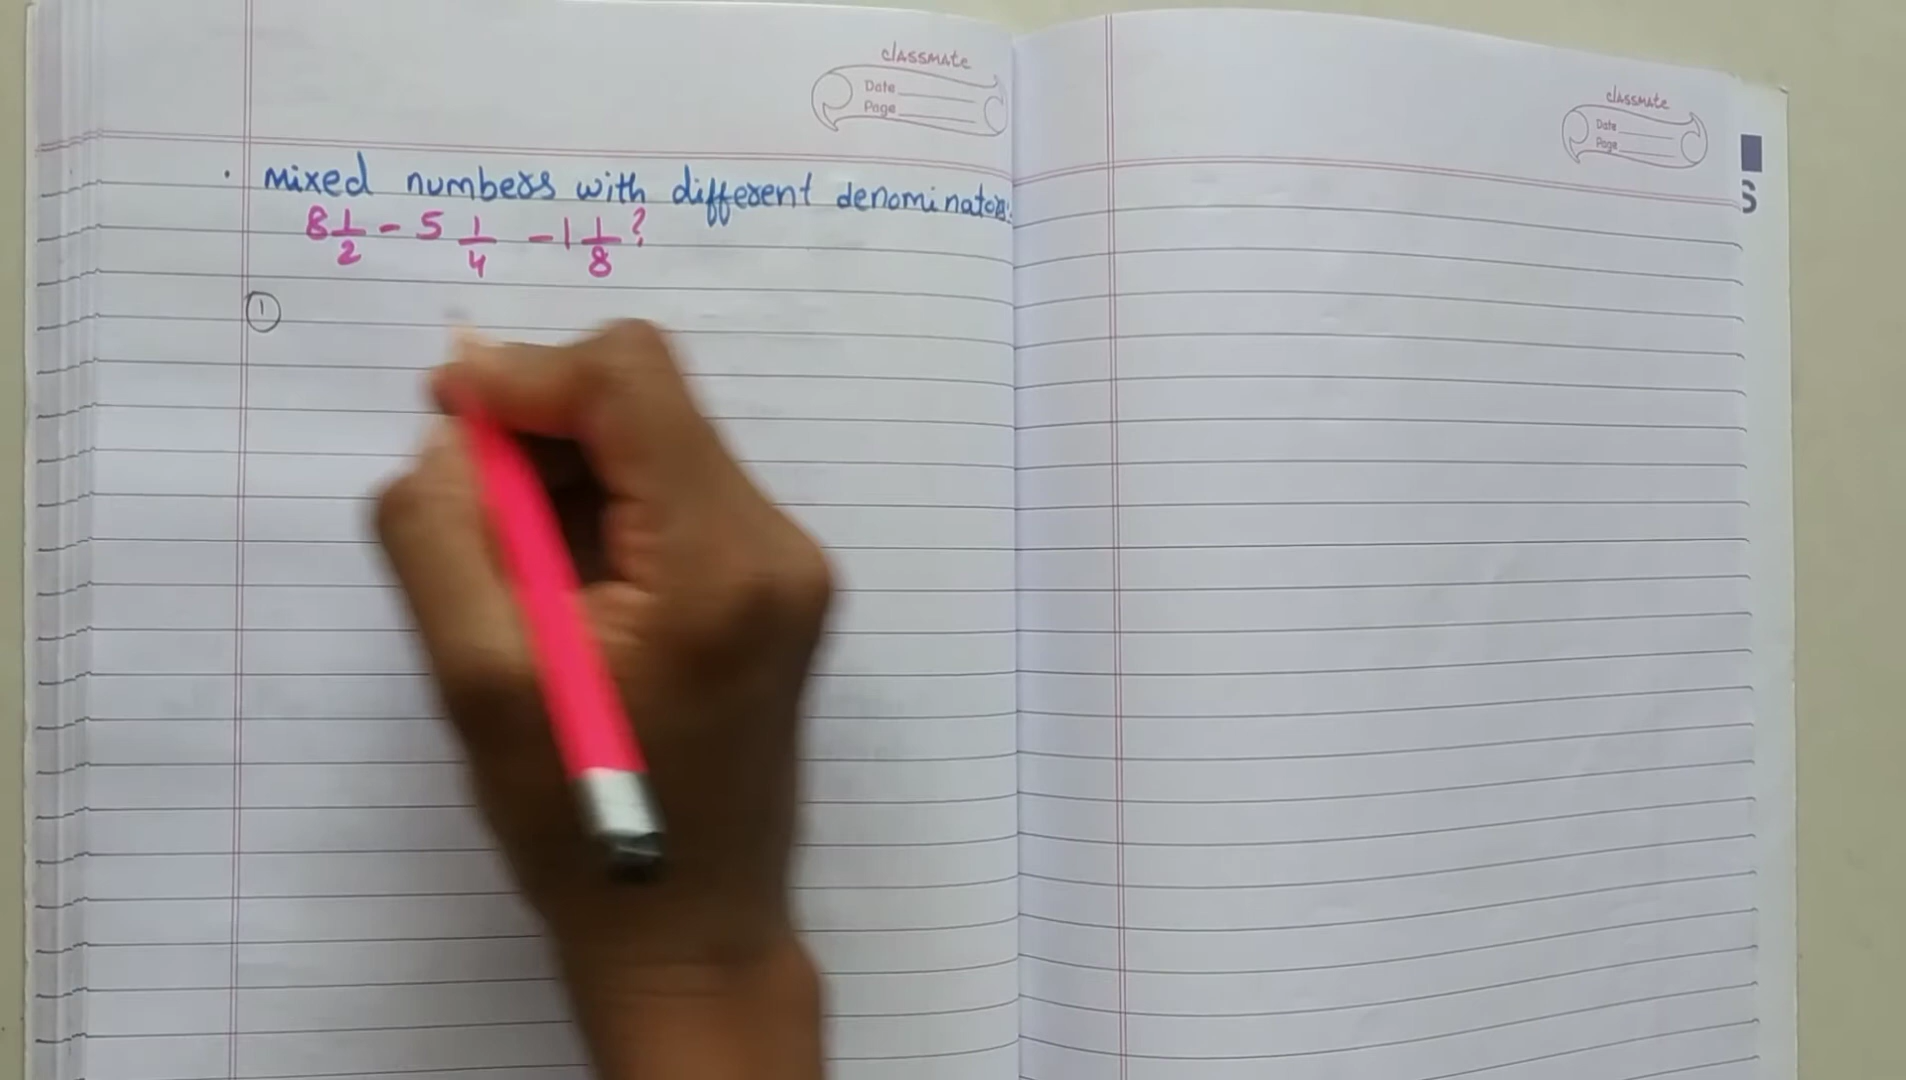 classmate
Date
Page
. mixed numbers with different denominators:
8 1/2 - 5 1/4 - 1 1/8 ?
①
classmate
Date
Page
S